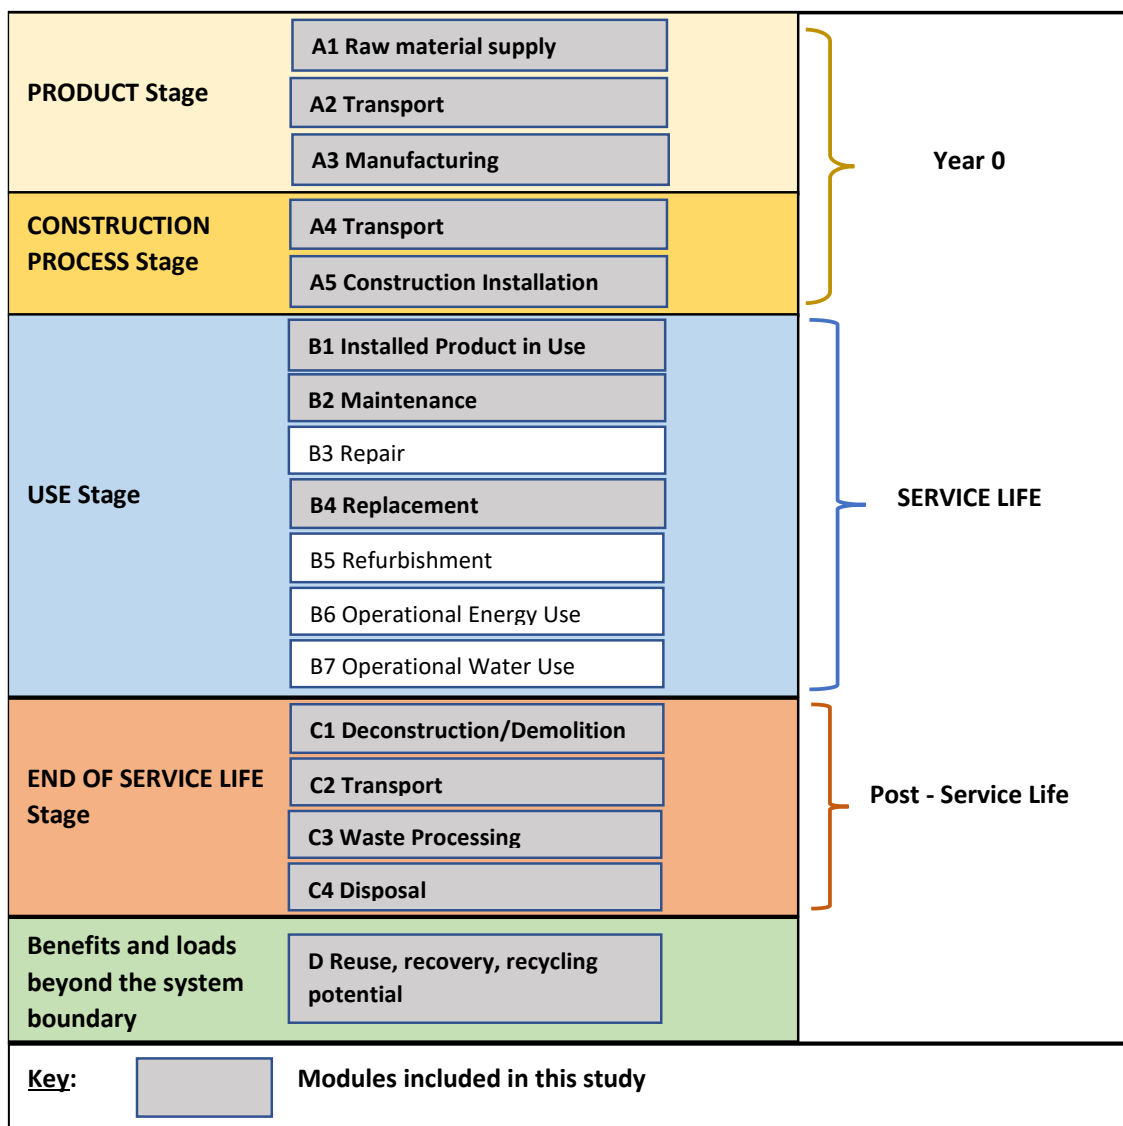 PRODUCT Stage
A1 Raw material supply
A2 Transport
A3 Manufacturing
Year 0
CONSTRUCTION
PROCESS Stage
A4 Transport
A5 Construction Installation
USE Stage
B1 Installed Product in Use
B2 Maintenance
B3 Repair
B4 Replacement
B5 Refurbishment
B6 Operational Energy Use
B7 Operational Water Use
SERVICE LIFE
END OF SERVICE LIFE
Stage
C1 Deconstruction/Demolition
C2 Transport
C3 Waste Processing
C4 Disposal
Post - Service Life
Benefits and loads
beyond the system
boundary
D Reuse, recovery, recycling
potential
Key:
Modules included in this study